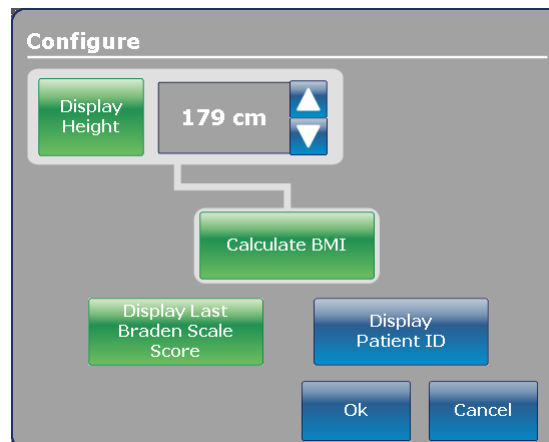 Configure
Display
Height
179 cm
Calculate BMI
Display Last
Braden Scale
Score
Display
Patient ID
Ok
Cancel